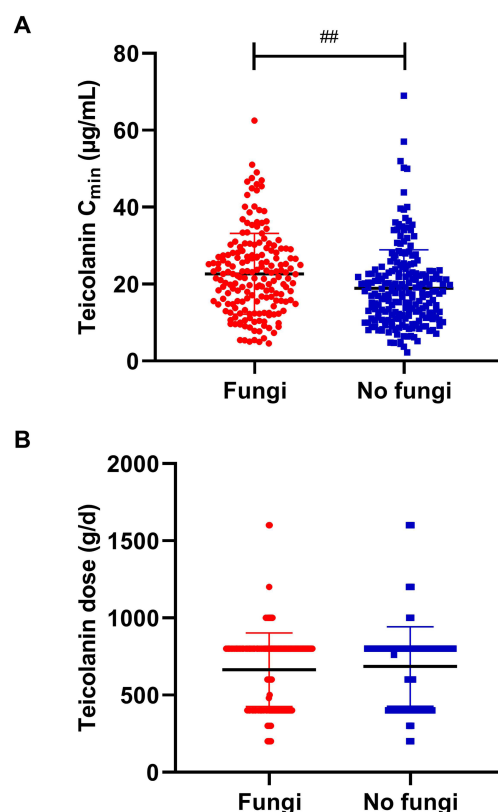 A
##
80
60
40
20
0
Teicolanin Cmin (µg/mL)
Fungi No fungi
B
2000
1500
1000
500
0
Teicolanin dose (g/d)
Fungi No fungi